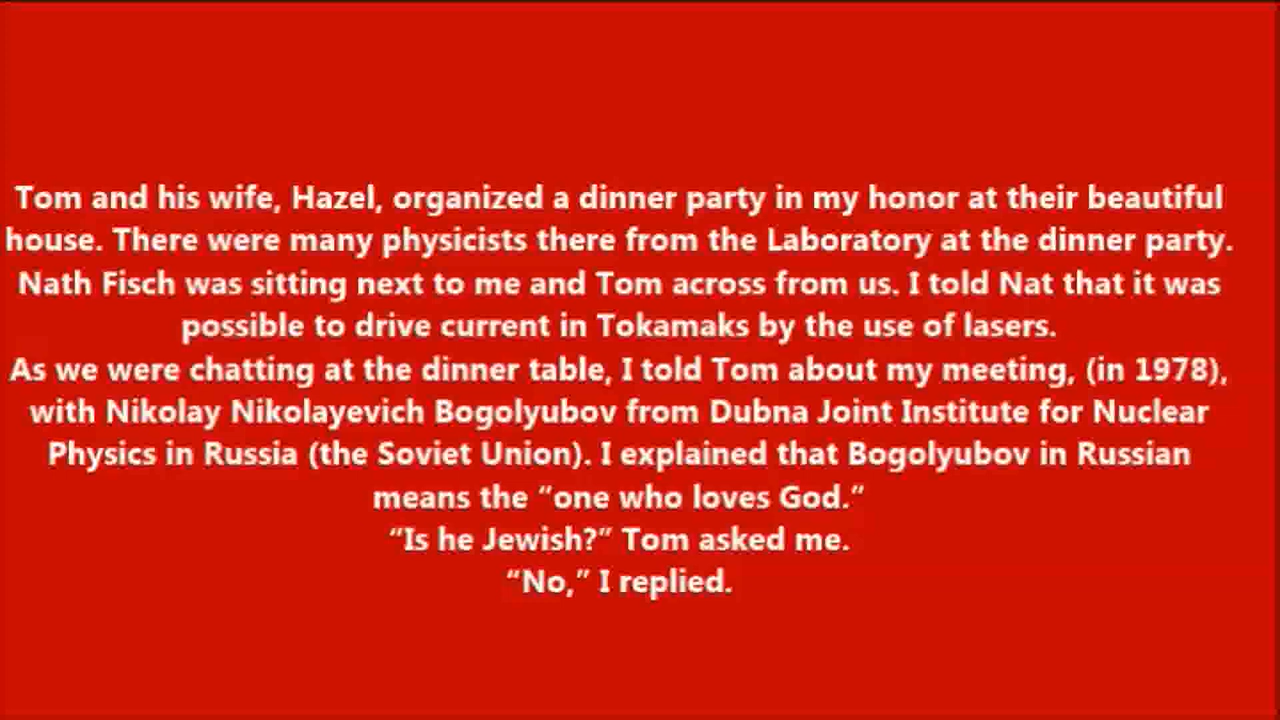 Tom and his wife, Hazel, organized a dinner party in my honor at their beautiful
house. There were many physicists there from the Laboratory at the dinner party.
Nath Fisch was sitting next to me and Tom across from us. I told Nat that it was
possible to drive current in Tokamaks by the use of lasers.
As we were chatting at the dinner table, I told Tom about my meeting, (in 1978),
with Nikolay Nikolayevich Bogolyubov from Dubna Joint Institute for Nuclear
Physics in Russia (the Soviet Union). I explained that Bogolyubov in Russian
means the “one who loves God.”
“Is he Jewish?” Tom asked me.
“No,” I replied.